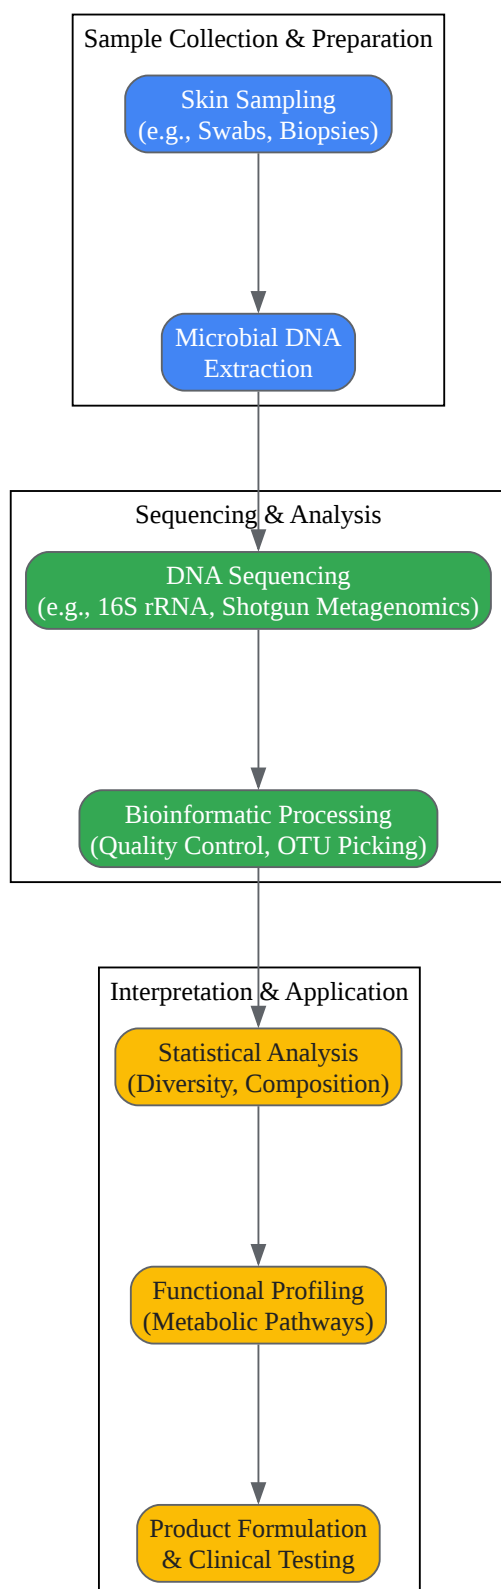 Sample Collection & Preparation
Skin Sampling
(e.g., Swabs, Biopsies)
Microbial DNA
Extraction
Sequencing & Analysis
DNA Sequencing
(e.g., 16S rRNA, Shotgun Metagenomics)
Bioinformatic Processing
(Quality Control, OTU Picking)
Interpretation & Application
Statistical Analysis
(Diversity, Composition)
Functional Profiling
(Metabolic Pathways)
Product Formulation
& Clinical Testing